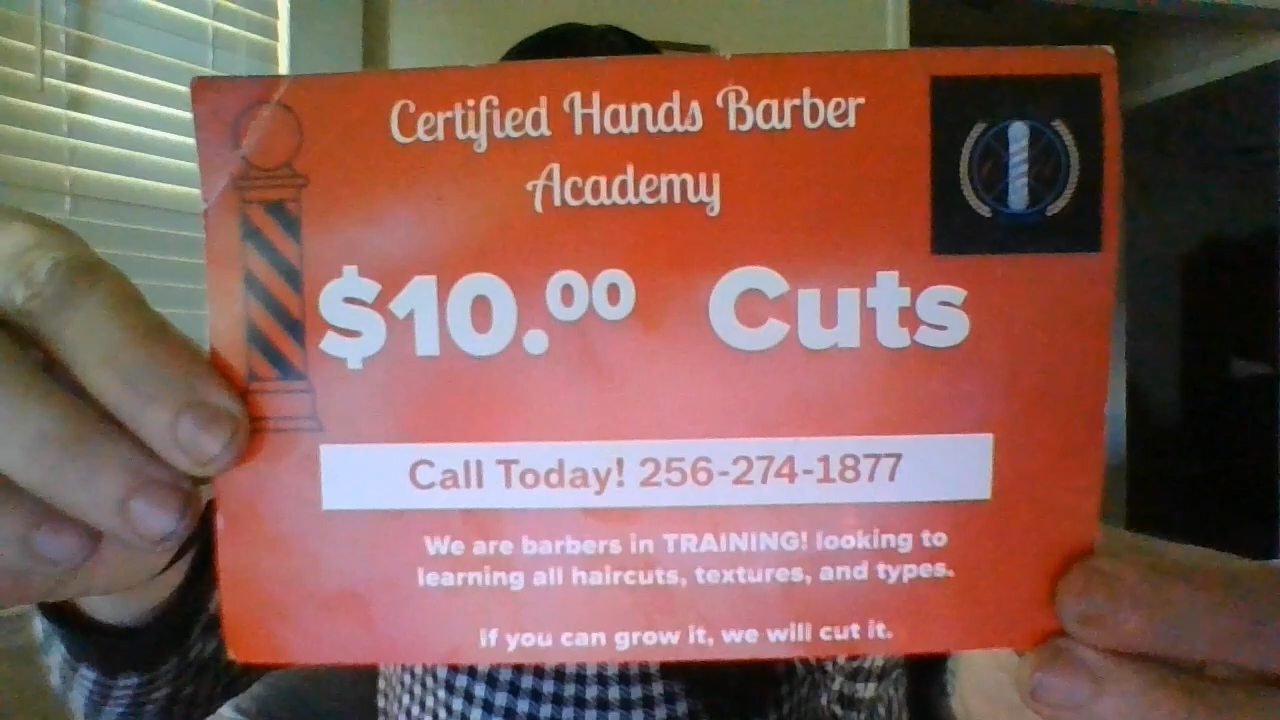 Certified Hands Barber
Academy
$10.00 Cuts
Call Today! 256-274-1877
We are barbers in TRAINING! looking to
learning all haircuts, textures, and types.
If you can grow it, we will cut it.